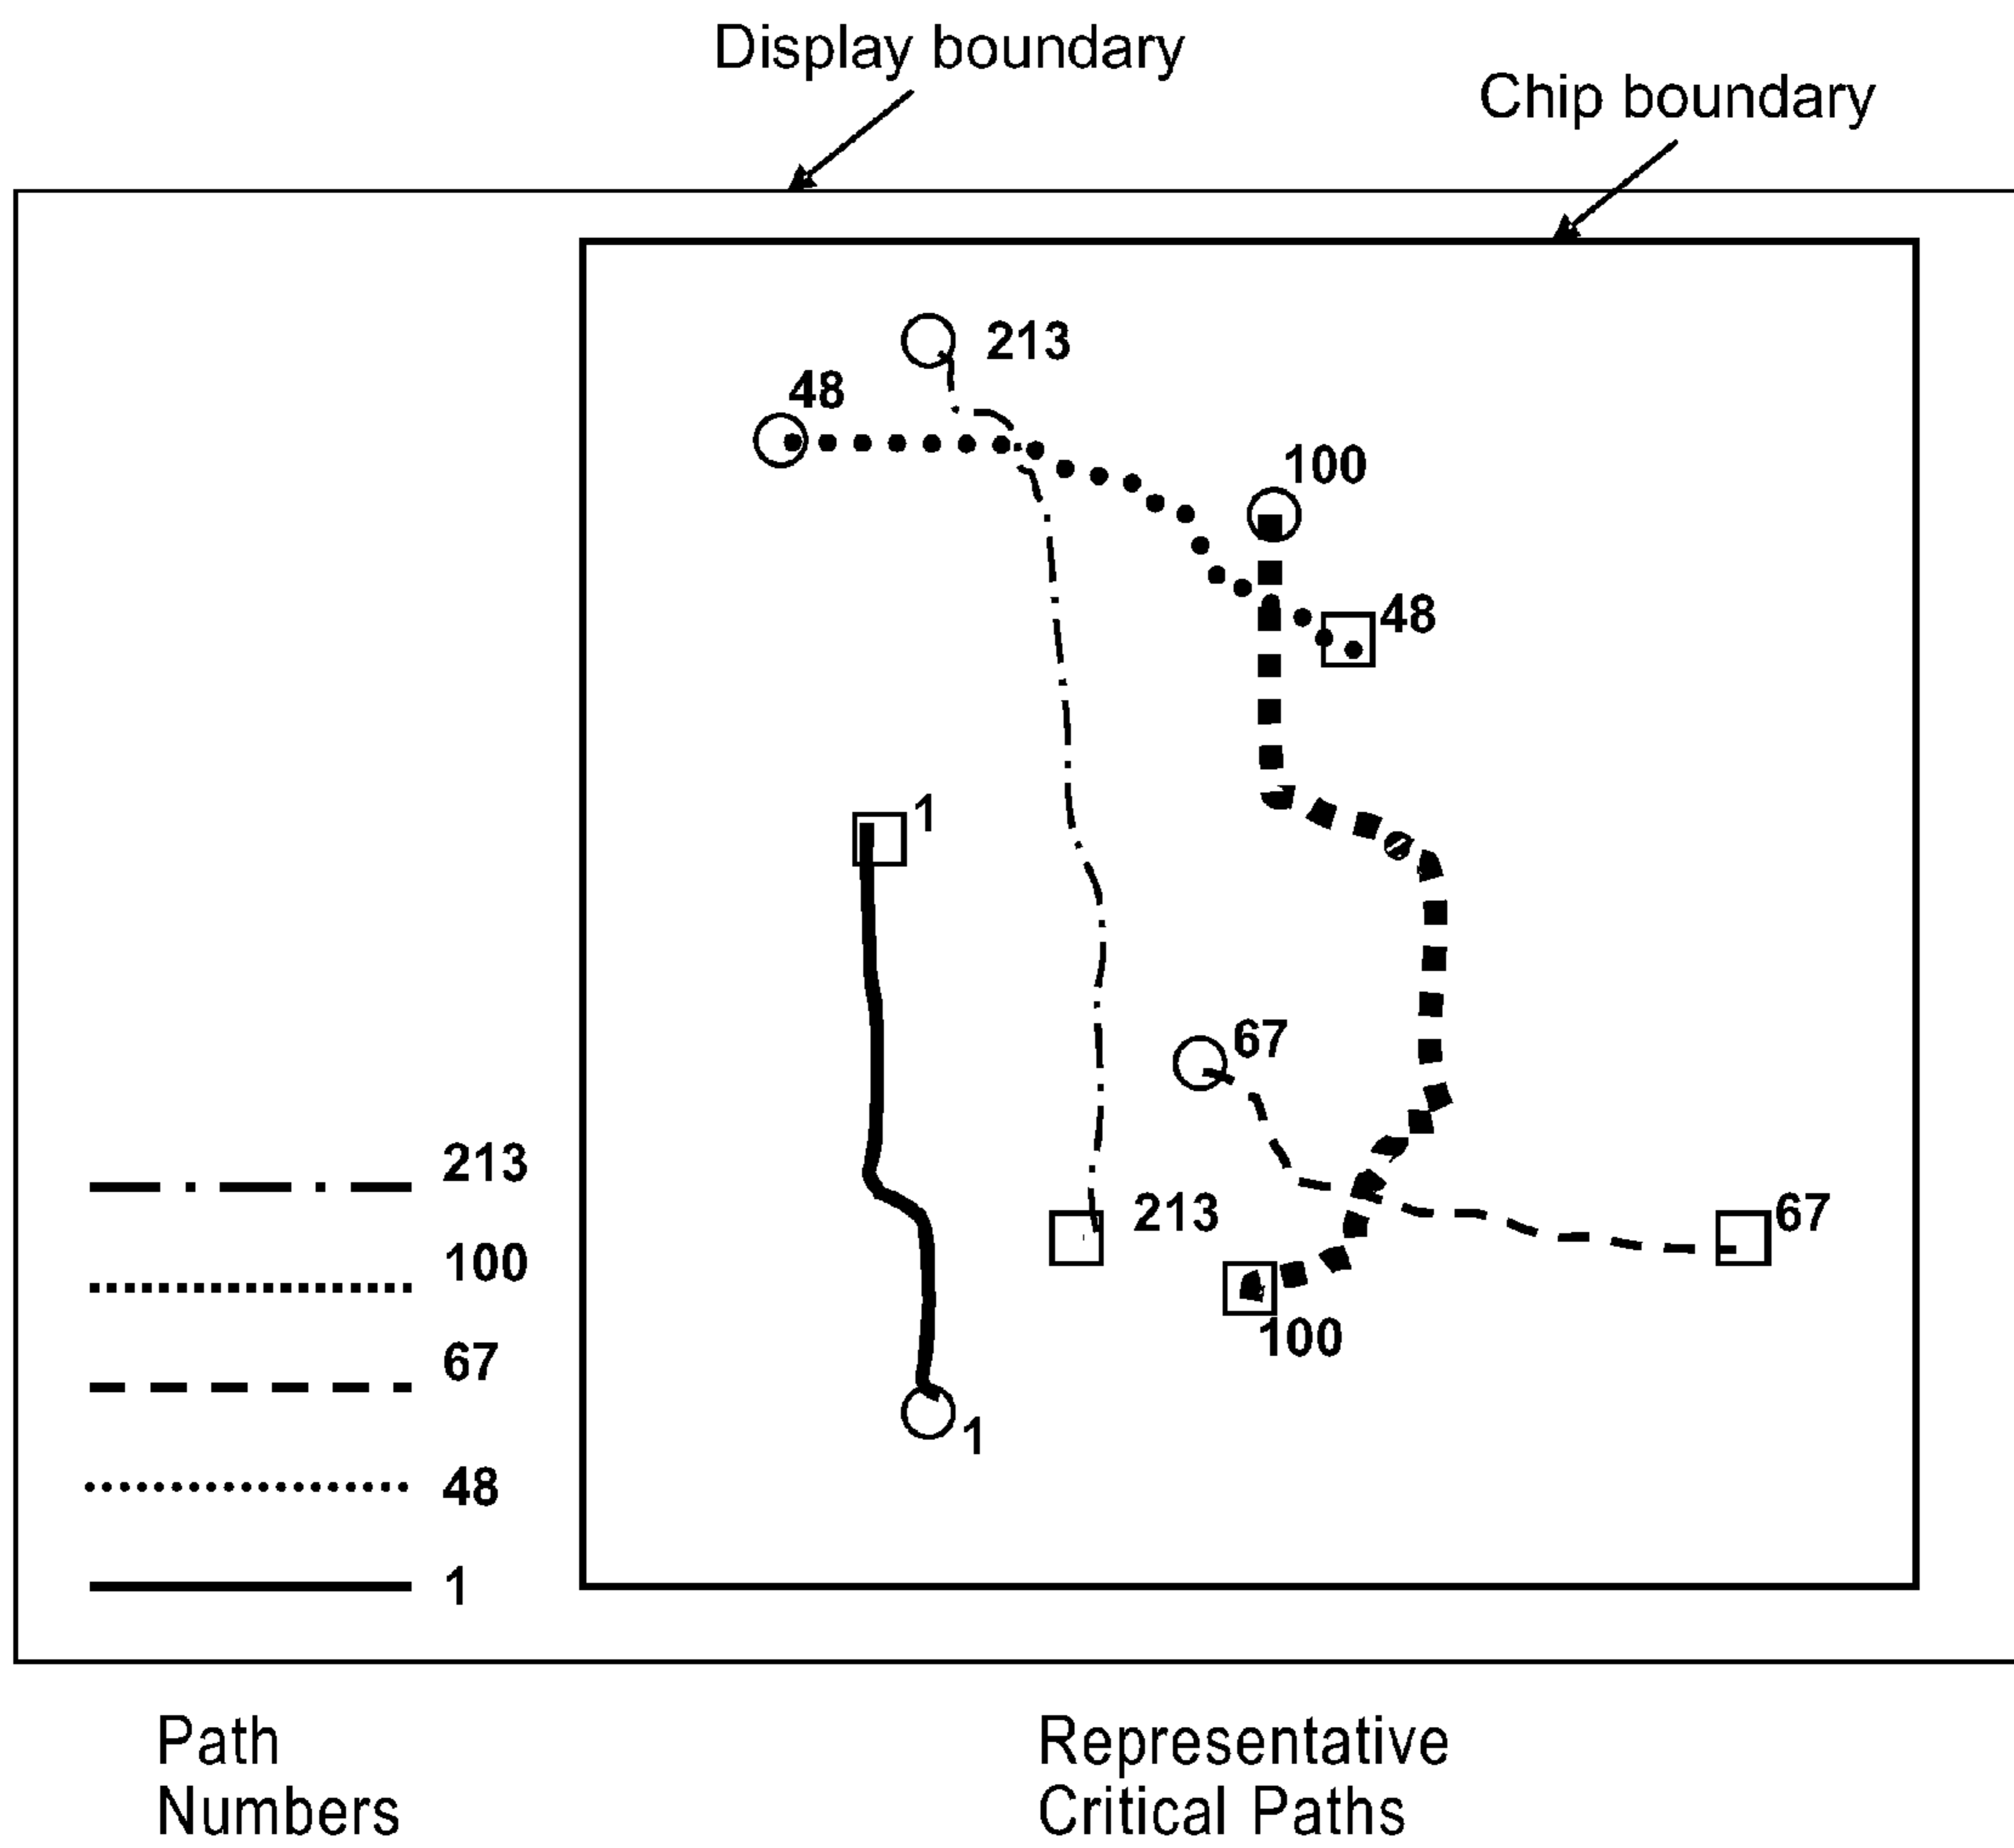 Display boundary
Chip boundary
213
48
100
48
1
67
213
67
100
1
213
100
67
48
1
Path
Numbers
Representative
Critical Paths